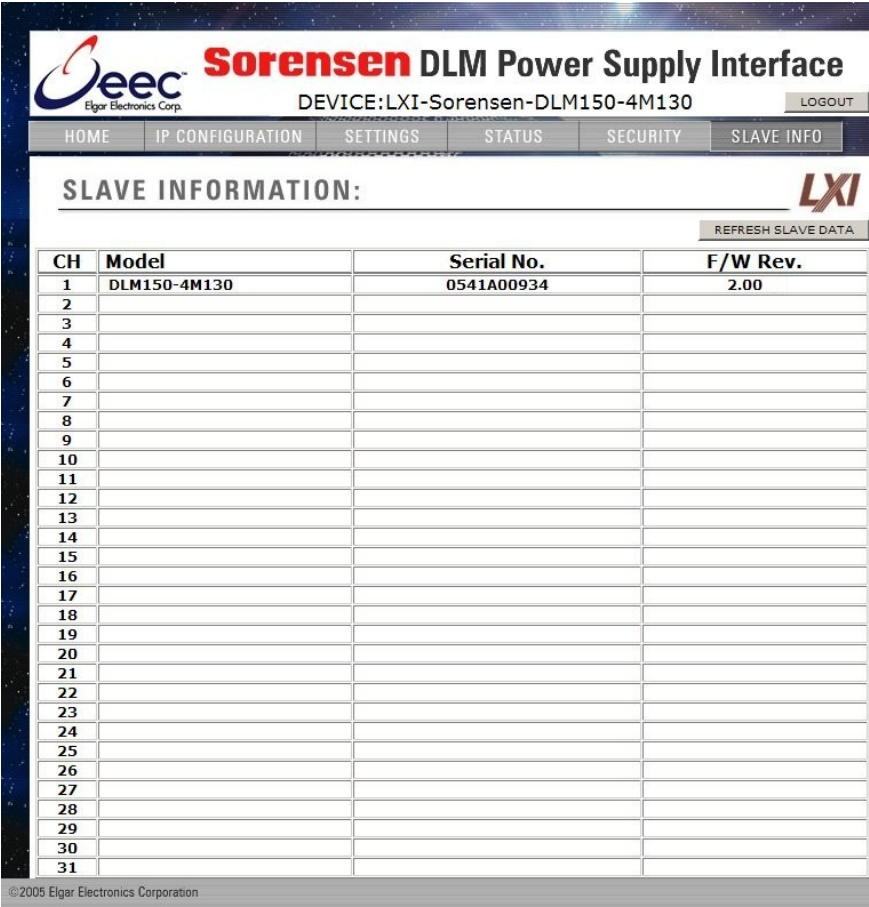 eec
Elgar Electronics Corp.
Sorensen DLM Power Supply Interface
DEVICE:LXI-Sorensen-DLM150-4M130
LOGOUT
HOME IP CONFIGURATION SETTINGS STATUS SECURITY SLAVE INFO
SLAVE INFORMATION:
LXI
REFRESH SLAVE DATA
CH Model Serial No. F/W Rev.
1 DLM150-4M130 0541A00934 2.00
2
3
4
5
6
7
8
9
10
11
12
13
14
15
16
17
18
19
20
21
22
23
24
25
26
27
28
29
30
31
©2005 Elgar Electronics Corporation